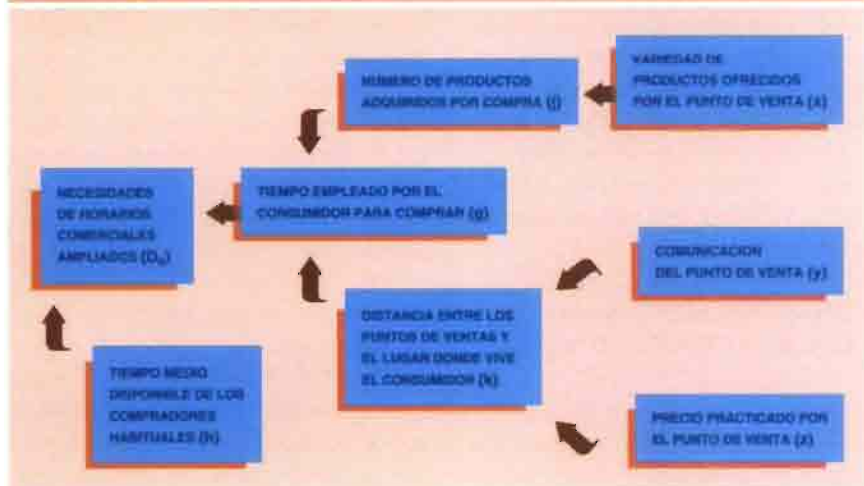 VARIEDAD DE
PRODUCTOS OFRECIDOS
POR EL PUNTO DE VENTA (x)
NUMERO DE PRODUCTOS
ADQUIRIDOS POR COMPRA (j)
NECESIDADES
DE HORARIOS
COMERCIALES
AMPLIADOS (D
TIEMPO EMPLEADO POR EL
CONSUMIDOR PARA COMPRAR (g)
COMUNICACION
DEL PUNTO DE VENTA (y)
DISTANCIA ENTRE LOS
PUNTOS DE VENTAS Y
EL LUGAR DONDE VIVE
EL CONSUMIDOR (k)
TIEMPO MEDIO
DISPONIBLE DE LOS
COMPRADORES
HABITUALES (h)
PRECIO PRACTICADO POR
EL PUNTO DE VENTA (z)